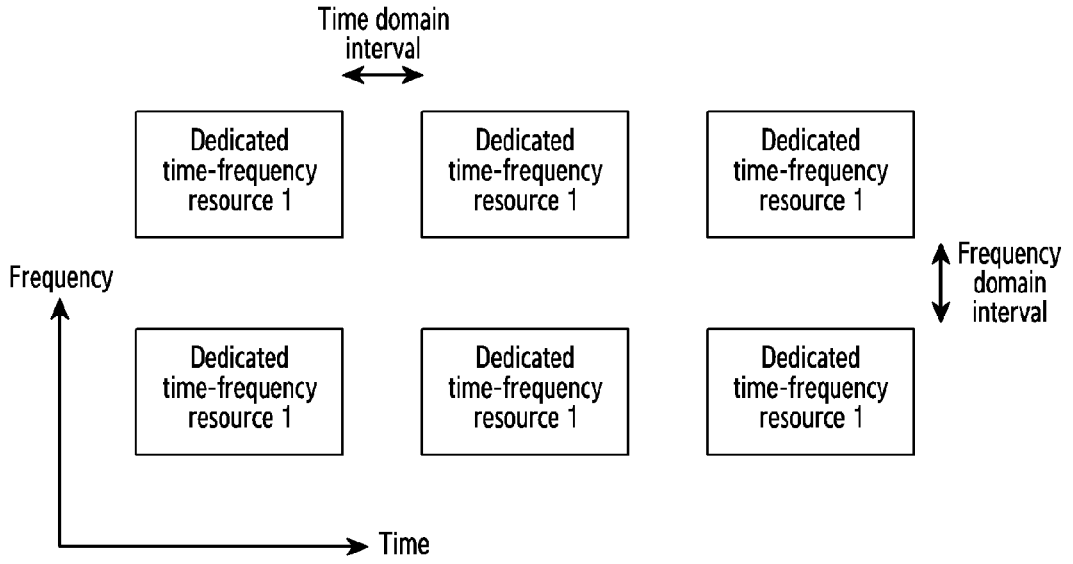 Time domain
interval
Dedicated
time-frequency
resource 1
Dedicated
time-frequency
resource 1
Dedicated
time-frequency
resource 1
Frequency
domain
interval
Frequency
Dedicated
time-frequency
resource 1
Dedicated
time-frequency
resource 1
Dedicated
time-frequency
resource 1
Time